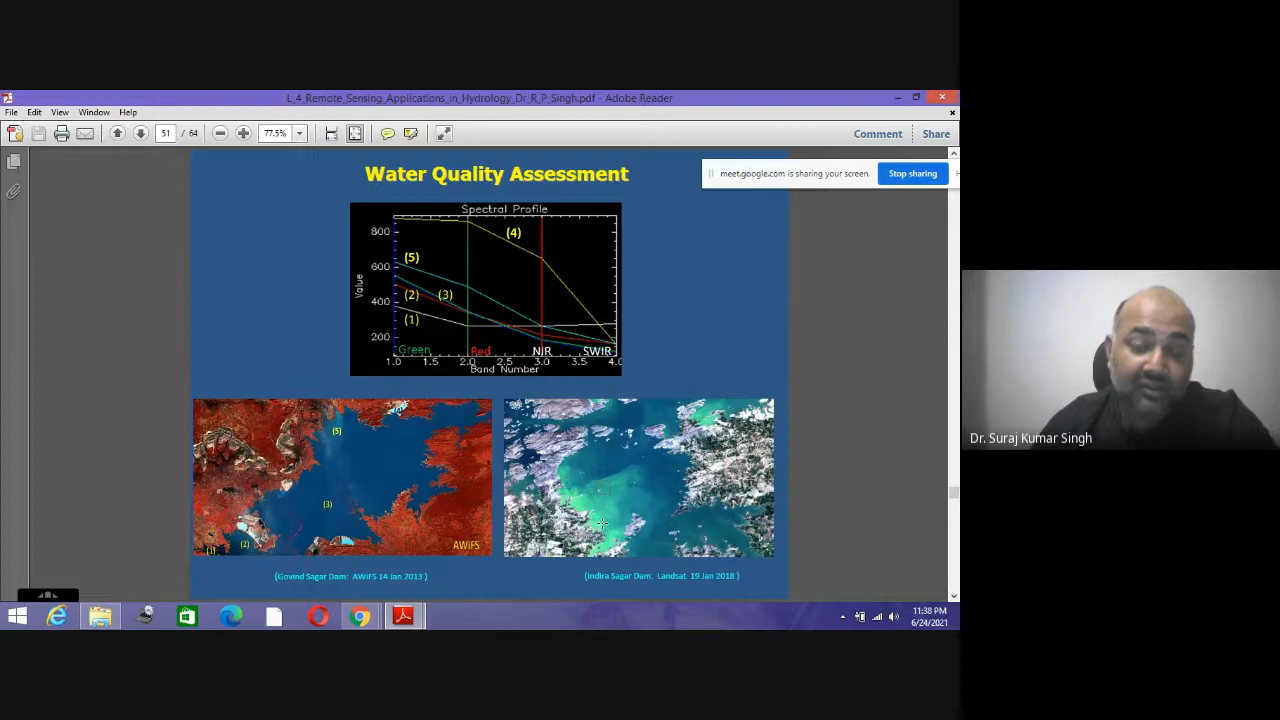 L_4_Remote_Sensing_Applications_in_Hydrology_Dr_R_P_Singh.pdf - Adobe Reader
File Edit View Window Help
51 / 64 77.5% Comment Share
Water Quality Assessment
meet.google.com is sharing your screen. Stop sharing
Spectral Profile
800
600
400
200
Value
(4)
(5)
(2) (3)
(1)
Green Red NIR SWIR
1.0 1.5 2.0 2.5 3.0 3.5 4.0
Band Number
(4)
(5)
(3)
(2)
(1)
AWiFS
(Govind Sagar Dam: AWiFS 14 Jan 2013 )
(Indira Sagar Dam: Landsat 19 Jan 2018 )
Dr. Suraj Kumar Singh
11:38 PM
6/24/2021